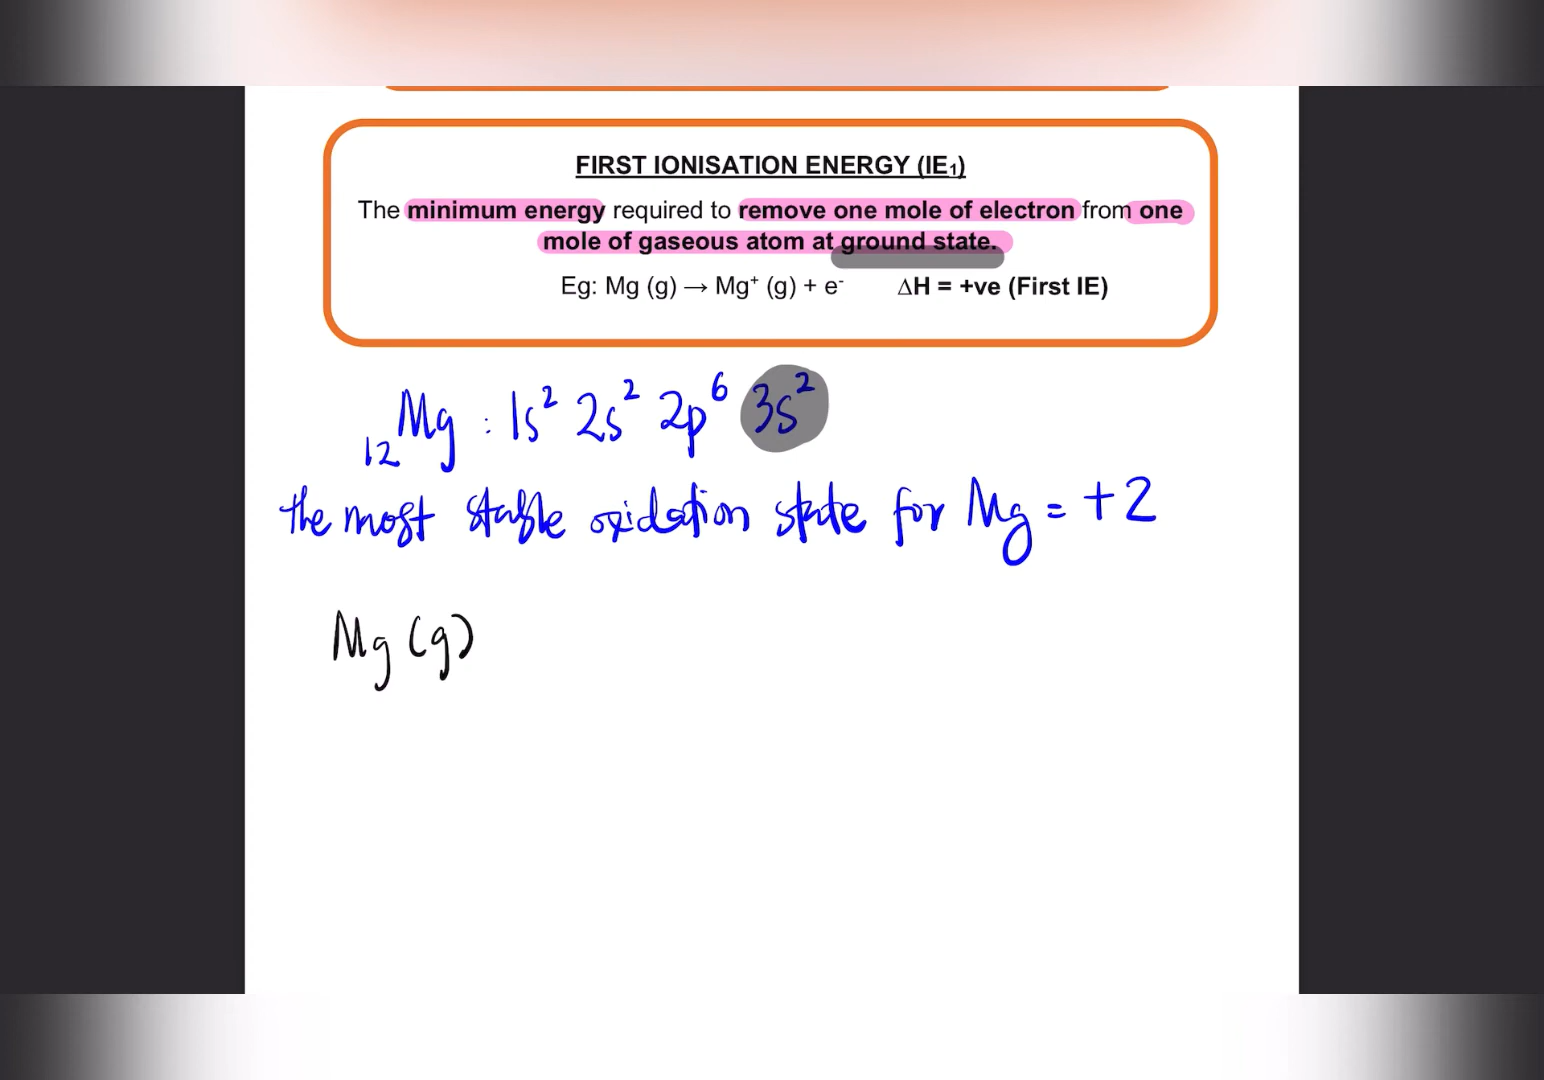 FIRST IONISATION ENERGY (IE₁)
The minimum energy required to remove one mole of electron from one
mole of gaseous atom at ground state.
Eg: Mg (g) → Mg⁺ (g) + e⁻ ΔH = +ve (First IE)
₁₂Mg : 1s² 2s² 2p⁶ 3s²
the most stable oxidation state for Mg = +2
Mg (g)